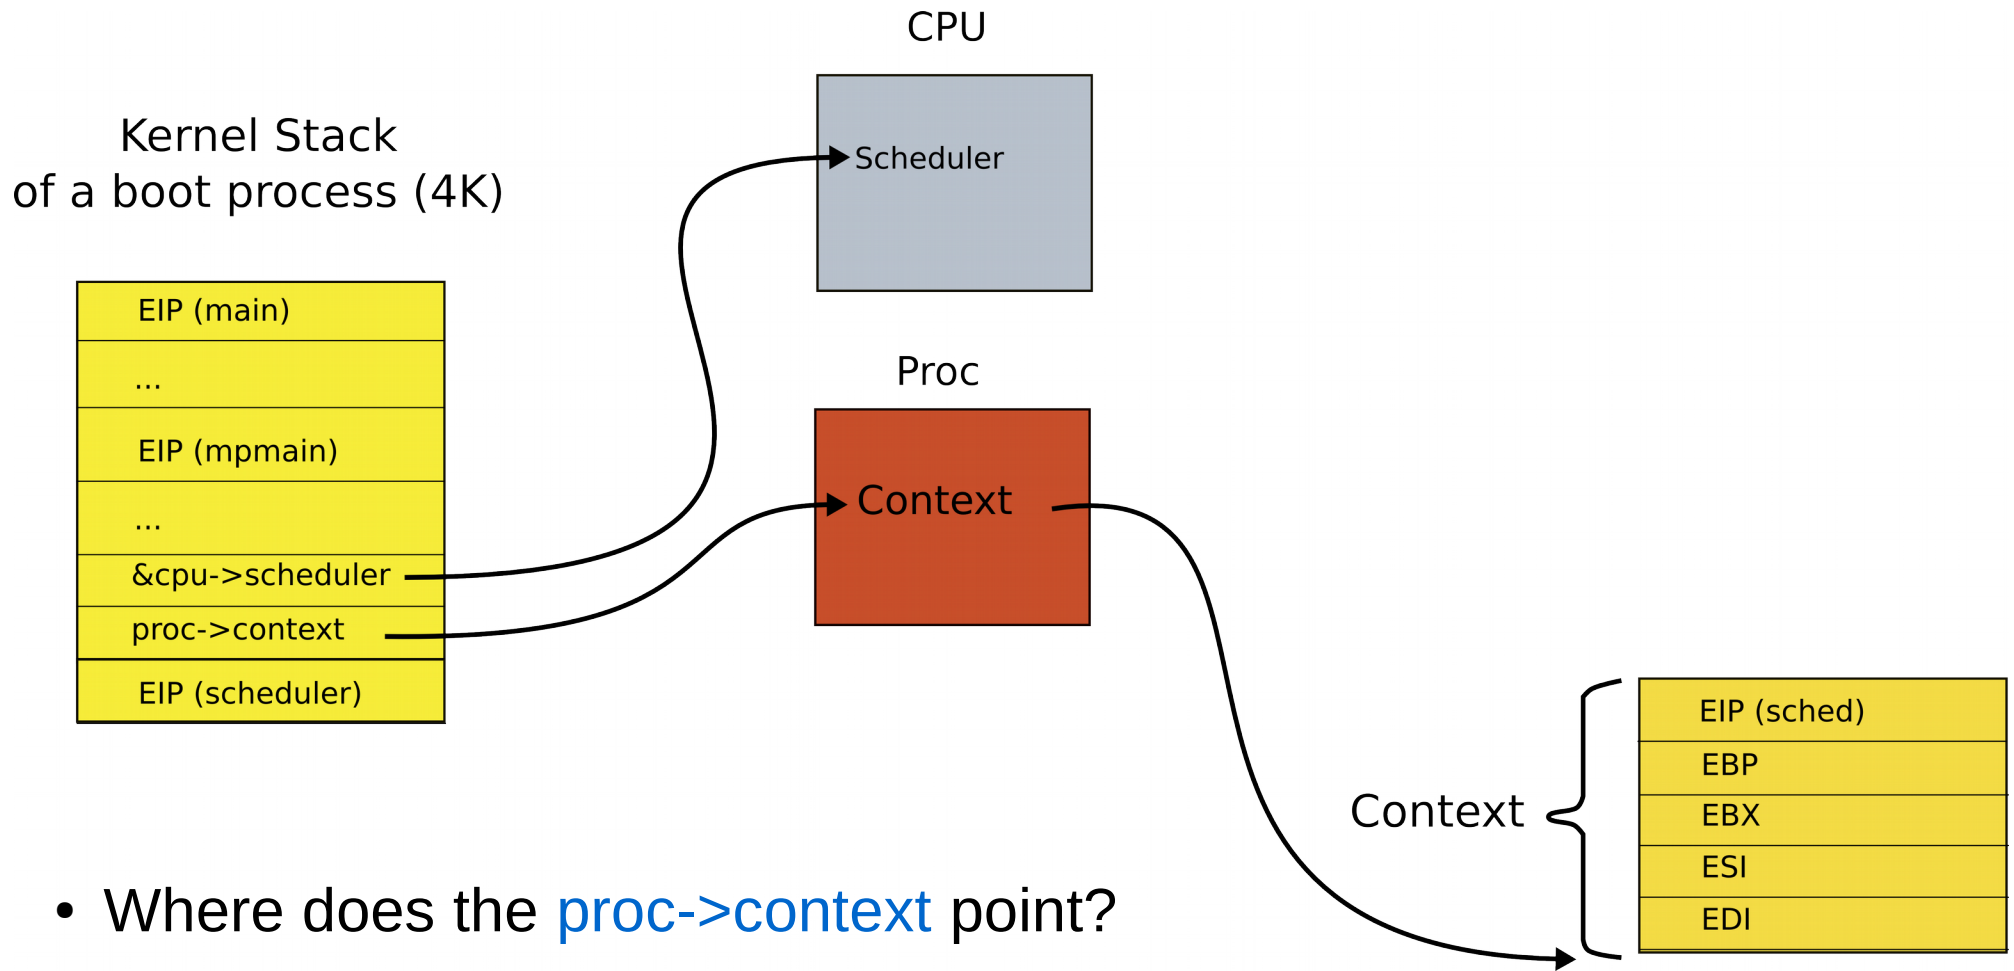 CPU
Scheduler
Kernel Stack
of a boot process (4K)
EIP (main)
...
EIP (mpmain)
...
&cpu->scheduler
proc->context
EIP (scheduler)
Proc
Context
Context
EIP (sched)
EBP
EBX
ESI
EDI
• Where does the proc->context point?